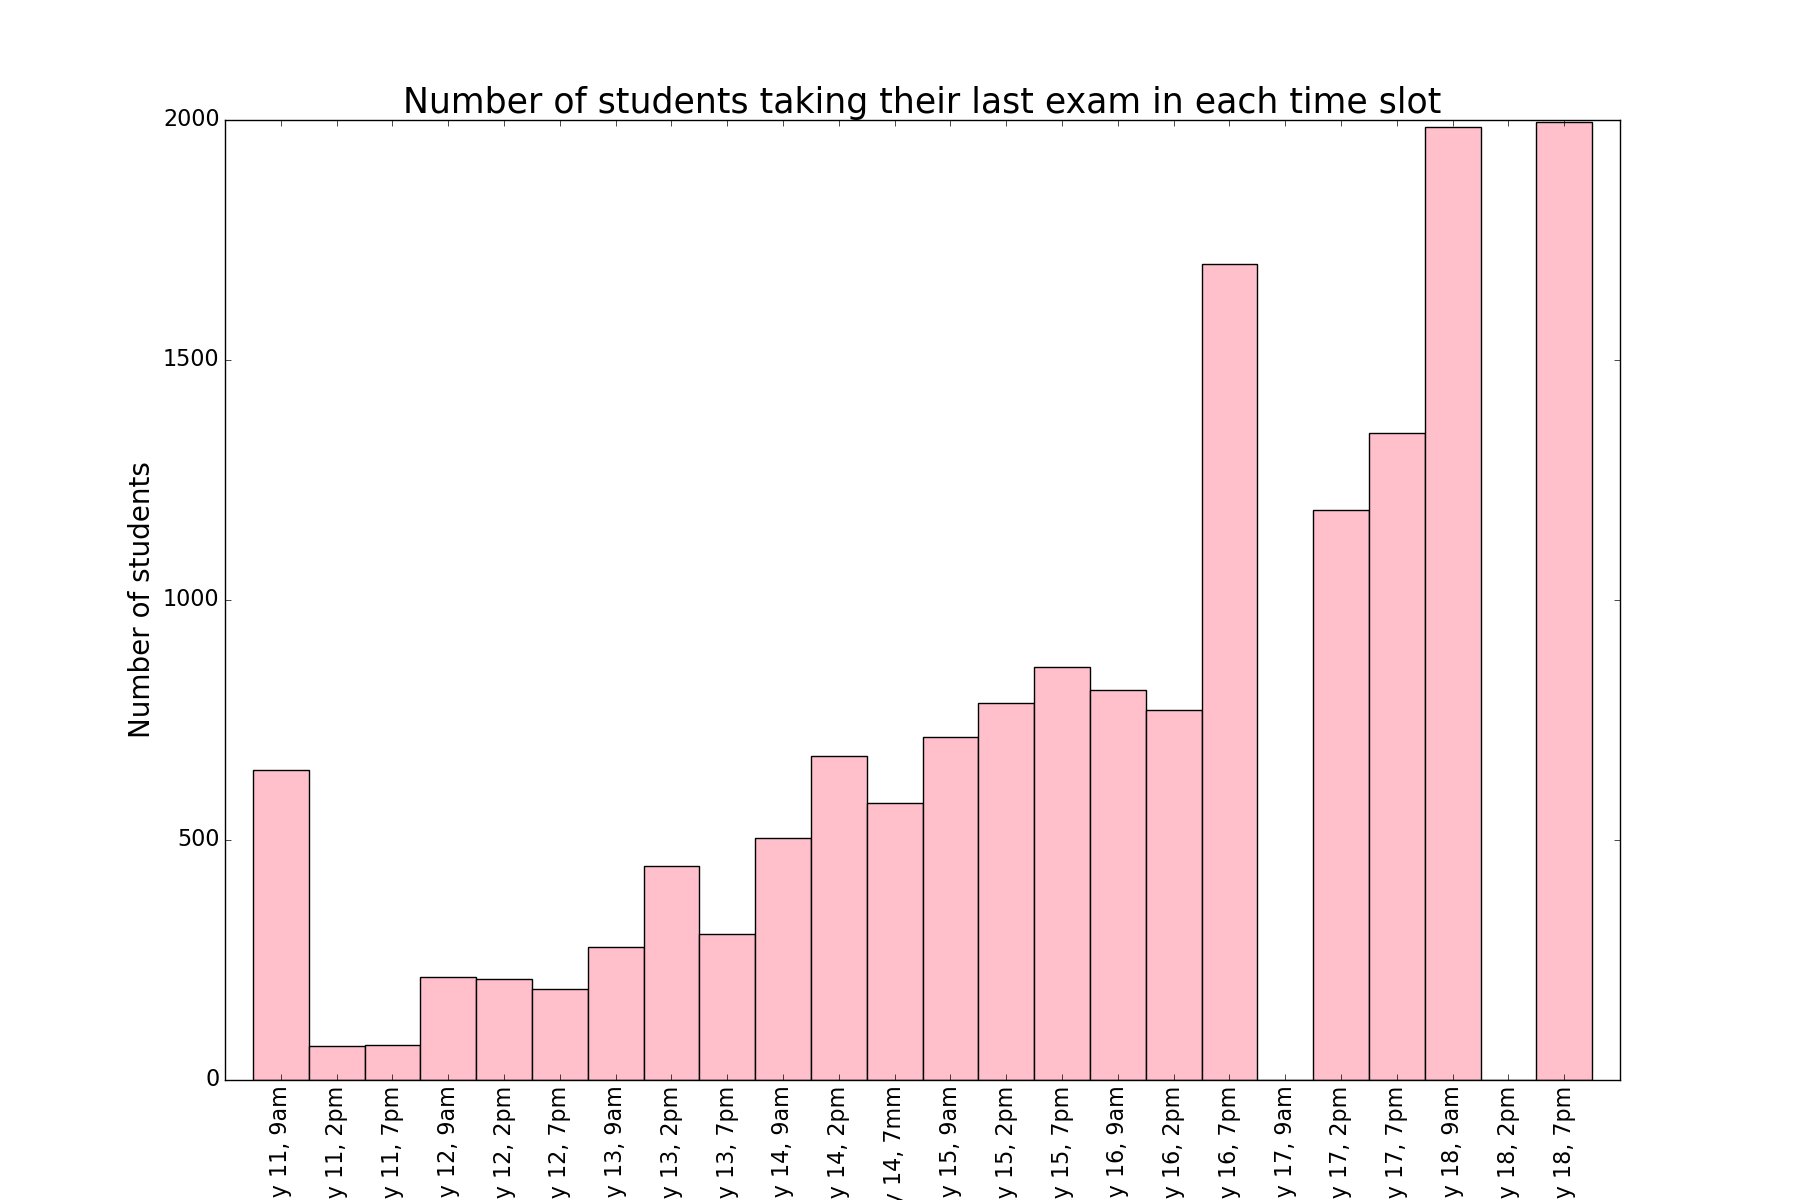 Number of students taking their last exam in each time slot
Number of students
2000
1500
1000
500
0
y 11, 9am
y 11, 2pm
y 11, 7pm
y 12, 9am
y 12, 2pm
y 12, 7pm
y 13, 9am
y 13, 2pm
y 13, 7pm
y 14, 9am
y 14, 2pm
y 14, 7mm
y 15, 9am
y 15, 2pm
y 15, 7pm
y 16, 9am
y 16, 2pm
y 16, 7pm
y 17, 9am
y 17, 2pm
y 17, 7pm
y 18, 9am
y 18, 2pm
y 18, 7pm